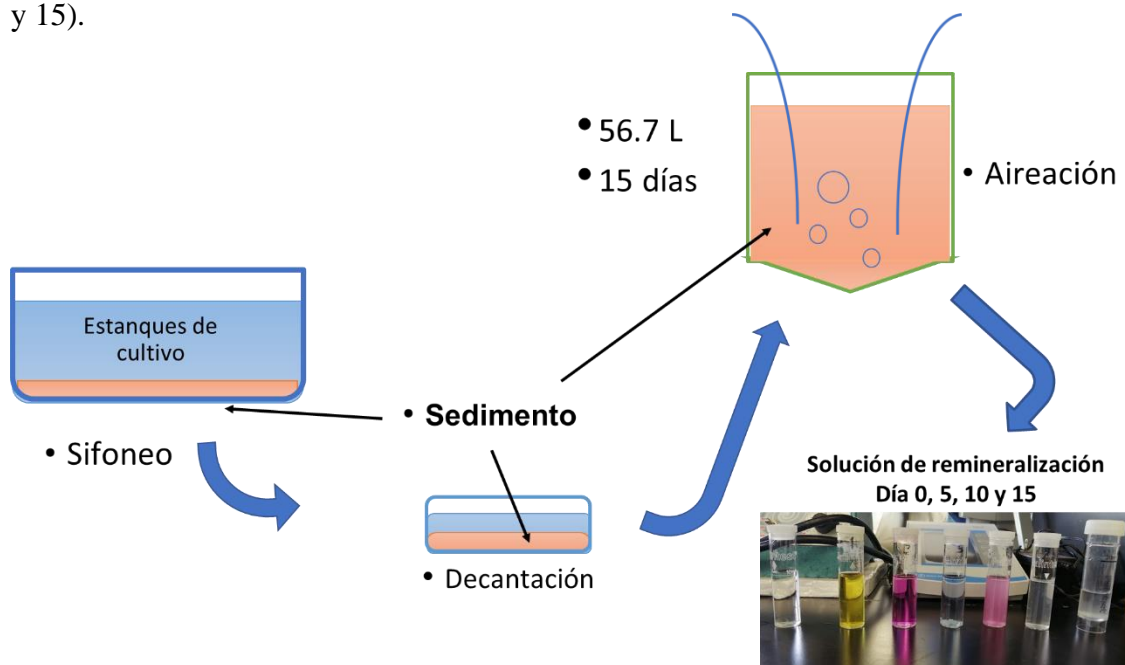 y 15).
• 56.7 L
• 15 días
• Aireación
Estanques de
cultivo
• Sedimento
• Sifoneo
• Decantación
Solución de remineralización
Día 0, 5, 10 y 15